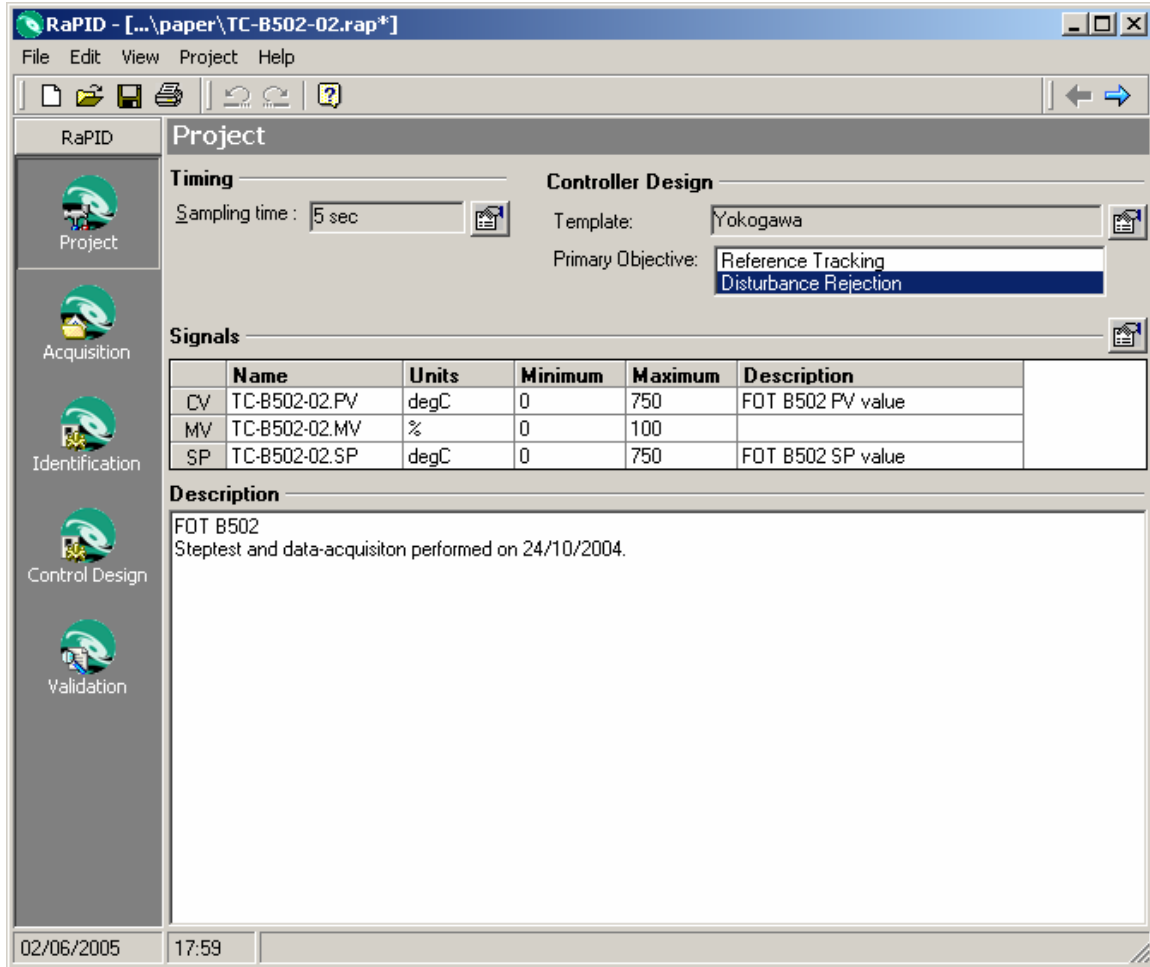 RaPID - [...\paper\TC-B502-02.rap*]
File Edit View Project Help
RaPID
Project
Project
Acquisition
Identification
Control Design
Validation
Timing
Sampling time : 5 sec
Controller Design
Template: Yokogawa
Primary Objective: Reference Tracking
Disturbance Rejection
Signals
Name Units Minimum Maximum Description
CV TC-B502-02.PV degC 0 750 FOT B502 PV value
MV TC-B502-02.MV % 0 100
SP TC-B502-02.SP degC 0 750 FOT B502 SP value
Description
FOT B502
Steptest and data-acquisiton performed on 24/10/2004.
02/06/2005 17:59